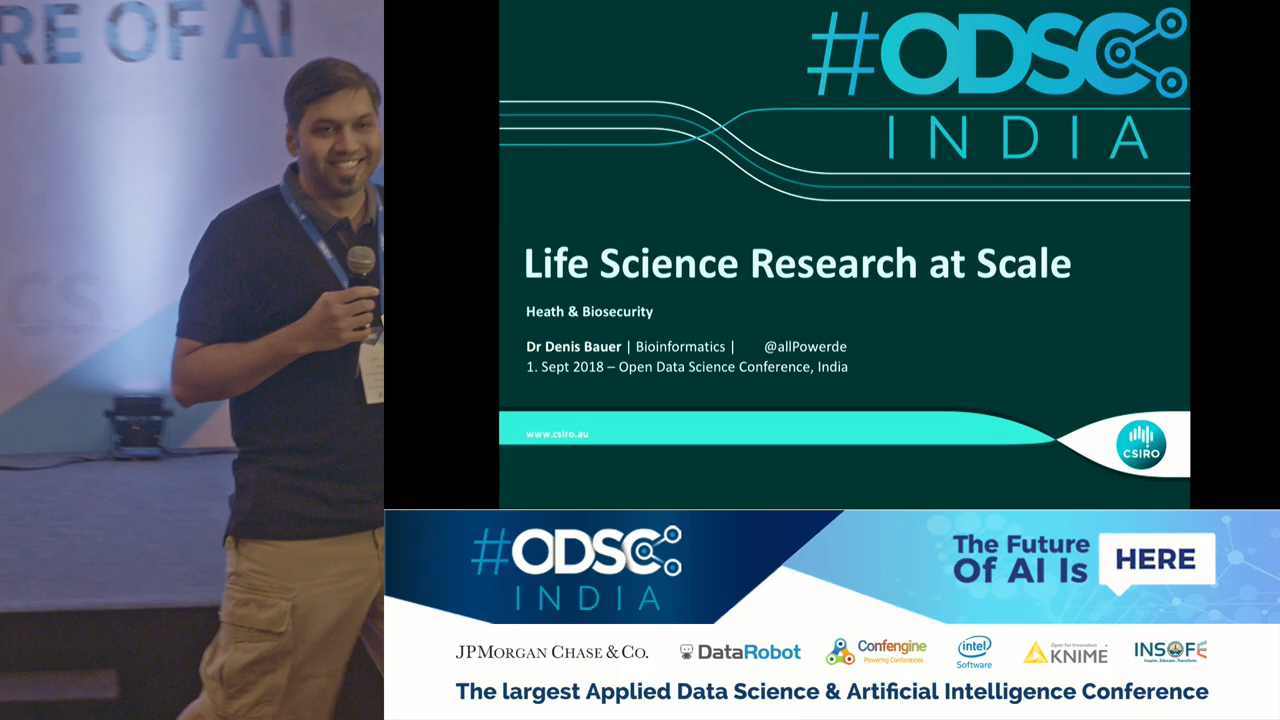 RE OF AI
CS
#ODSC
INDIA
Life Science Research at Scale
Heath & Biosecurity
Dr Denis Bauer | Bioinformatics | @allPowerde
1. Sept 2018 – Open Data Science Conference, India
www.csiro.au
CSIRO
#ODSC
INDIA
The Future
Of AI Is
HERE
JPMORGAN CHASE & CO.
DataRobot
Confengine
Powering Conferences
intel
Software
Open for Innovation
KNIME
INSOFE
Inspire...Educate...Transform.
The largest Applied Data Science & Artificial Intelligence Conference